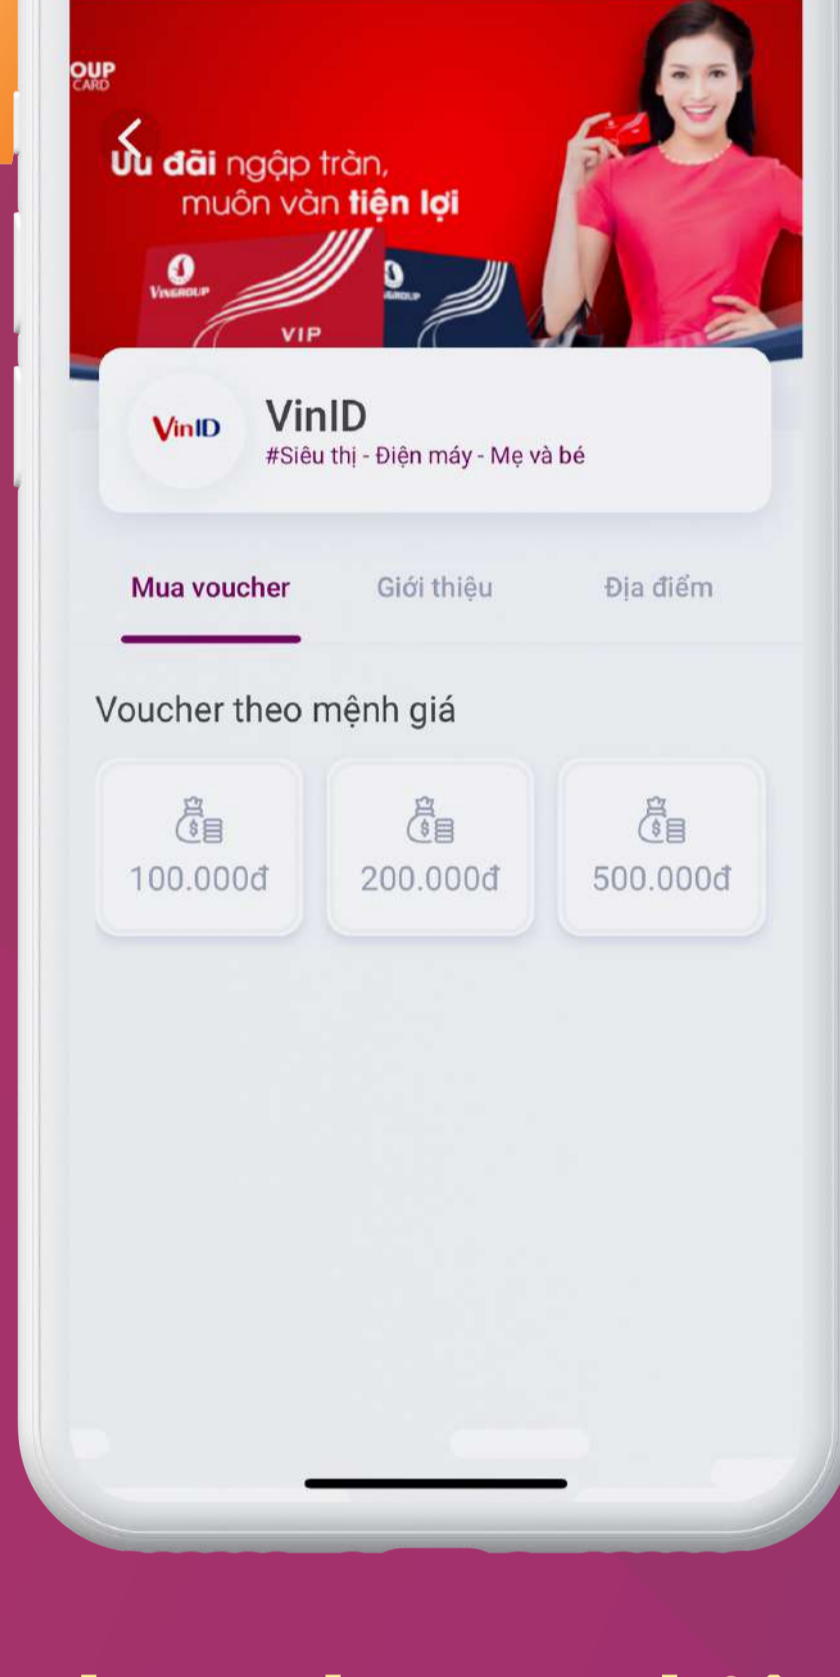 OUP
CARD
Ưu đãi ngập tràn,
muôn vàn tiện lợi
VINGROUP
VIP
VinID
VinID
#Siêu thị - Điện máy - Mẹ và bé
Mua voucher
Giới thiệu
Địa điểm
Voucher theo mệnh giá
100.000đ
200.000đ
500.000đ